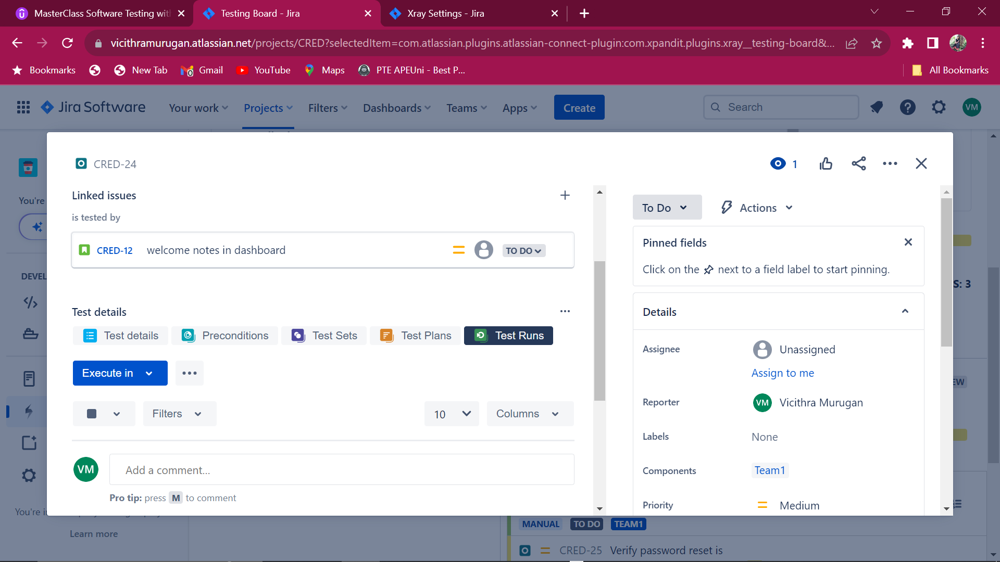 MasterClass Software Testing wit
Testing Board - Jira
Xray Settings - Jira
vicithramurugan.atlassian.net/projects/CRED?selectedItem=com.atlassian.plugins.atlassian-connect-plugin:com.xpandit.plugins.xray__testing-board&...
Bookmarks
New Tab
Gmail
YouTube
Maps
PTE APEUni - Best P...
All Bookmarks
Jira Software
Your work
Projects
Filters
Dashboards
Teams
Apps
Create
Search
VM
You're
DEVEL
You're i
Learn more
CRED-24
1
Linked issues
is tested by
CRED-12 welcome notes in dashboard TO DO
Test details
Test details
Preconditions
Test Sets
Test Plans
Test Runs
Execute in
Filters
10
Columns
VM
Add a comment...
Pro tip: press M to comment
To Do
Actions
Pinned fields
Click on the next to a field label to start pinning.
Details
Assignee
Unassigned
Assign to me
Reporter
VM Vicithra Murugan
Labels
None
Components
Team1
Priority
Medium
S: 3
EW
MANUAL TO DO TEAM1
CRED-25 Verify password reset is